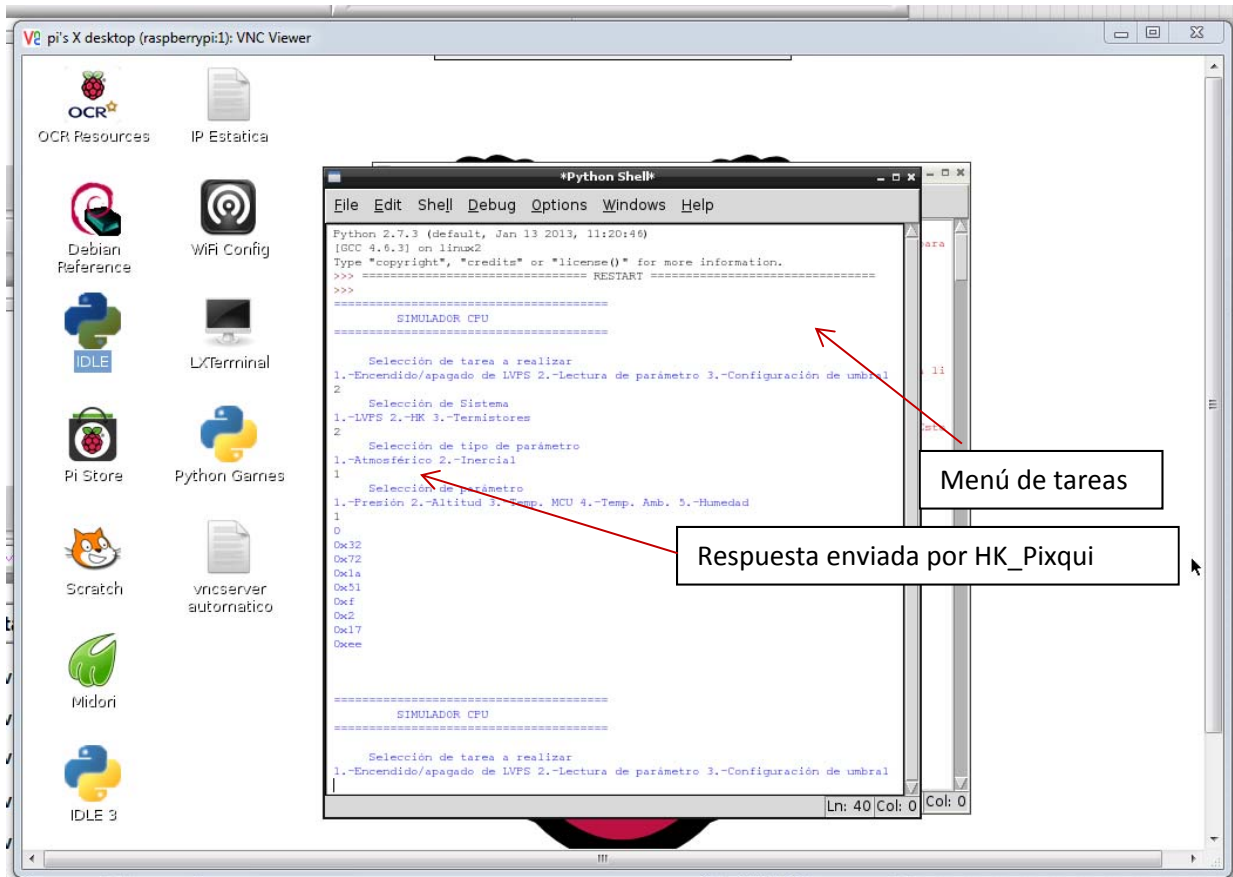 pi's X desktop (raspberrypi:1): VNC Viewer
OCR
OCR Resources
IP Estatica
Debian
Reference
WiFi Config
IDLE
LXTerminal
Pi Store
Python Games
Scratch
vncserver
automatico
Midori
IDLE 3
*Python Shell*
File Edit Shell Debug Options Windows Help
Python 2.7.3 (default, Jan 13 2013, 11:20:46)
[GCC 4.6.3] on linux2
Type "copyright", "credits" or "license()" for more information.
>>> ================================ RESTART ================================
>>>
========================================
SIMULADOR CPU
========================================
Selección de tarea a realizar
1.-Encendido/apagado de LVPS 2.-Lectura de parámetro 3.-Configuración de umbral
2
Selección de Sistema
1.-LVPS 2.-HK 3.-Termistores
2
Selección de tipo de parámetro
1.-Atmosférico 2.-Inercial
1
Selección de parámetro
1.-Presión 2.-Altitud 3.-Temp. MCU 4.-Temp. Amb. 5.-Humedad
1
0
0x32
0x72
0x1a
0x51
0xf
0x2
0x17
0xee
========================================
SIMULADOR CPU
========================================
Selección de tarea a realizar
1.-Encendido/apagado de LVPS 2.-Lectura de parámetro 3.-Configuración de umbral
Ln: 40 Col: 0
para
li
Col: 0
Menú de tareas
Respuesta enviada por HK_Pixqui